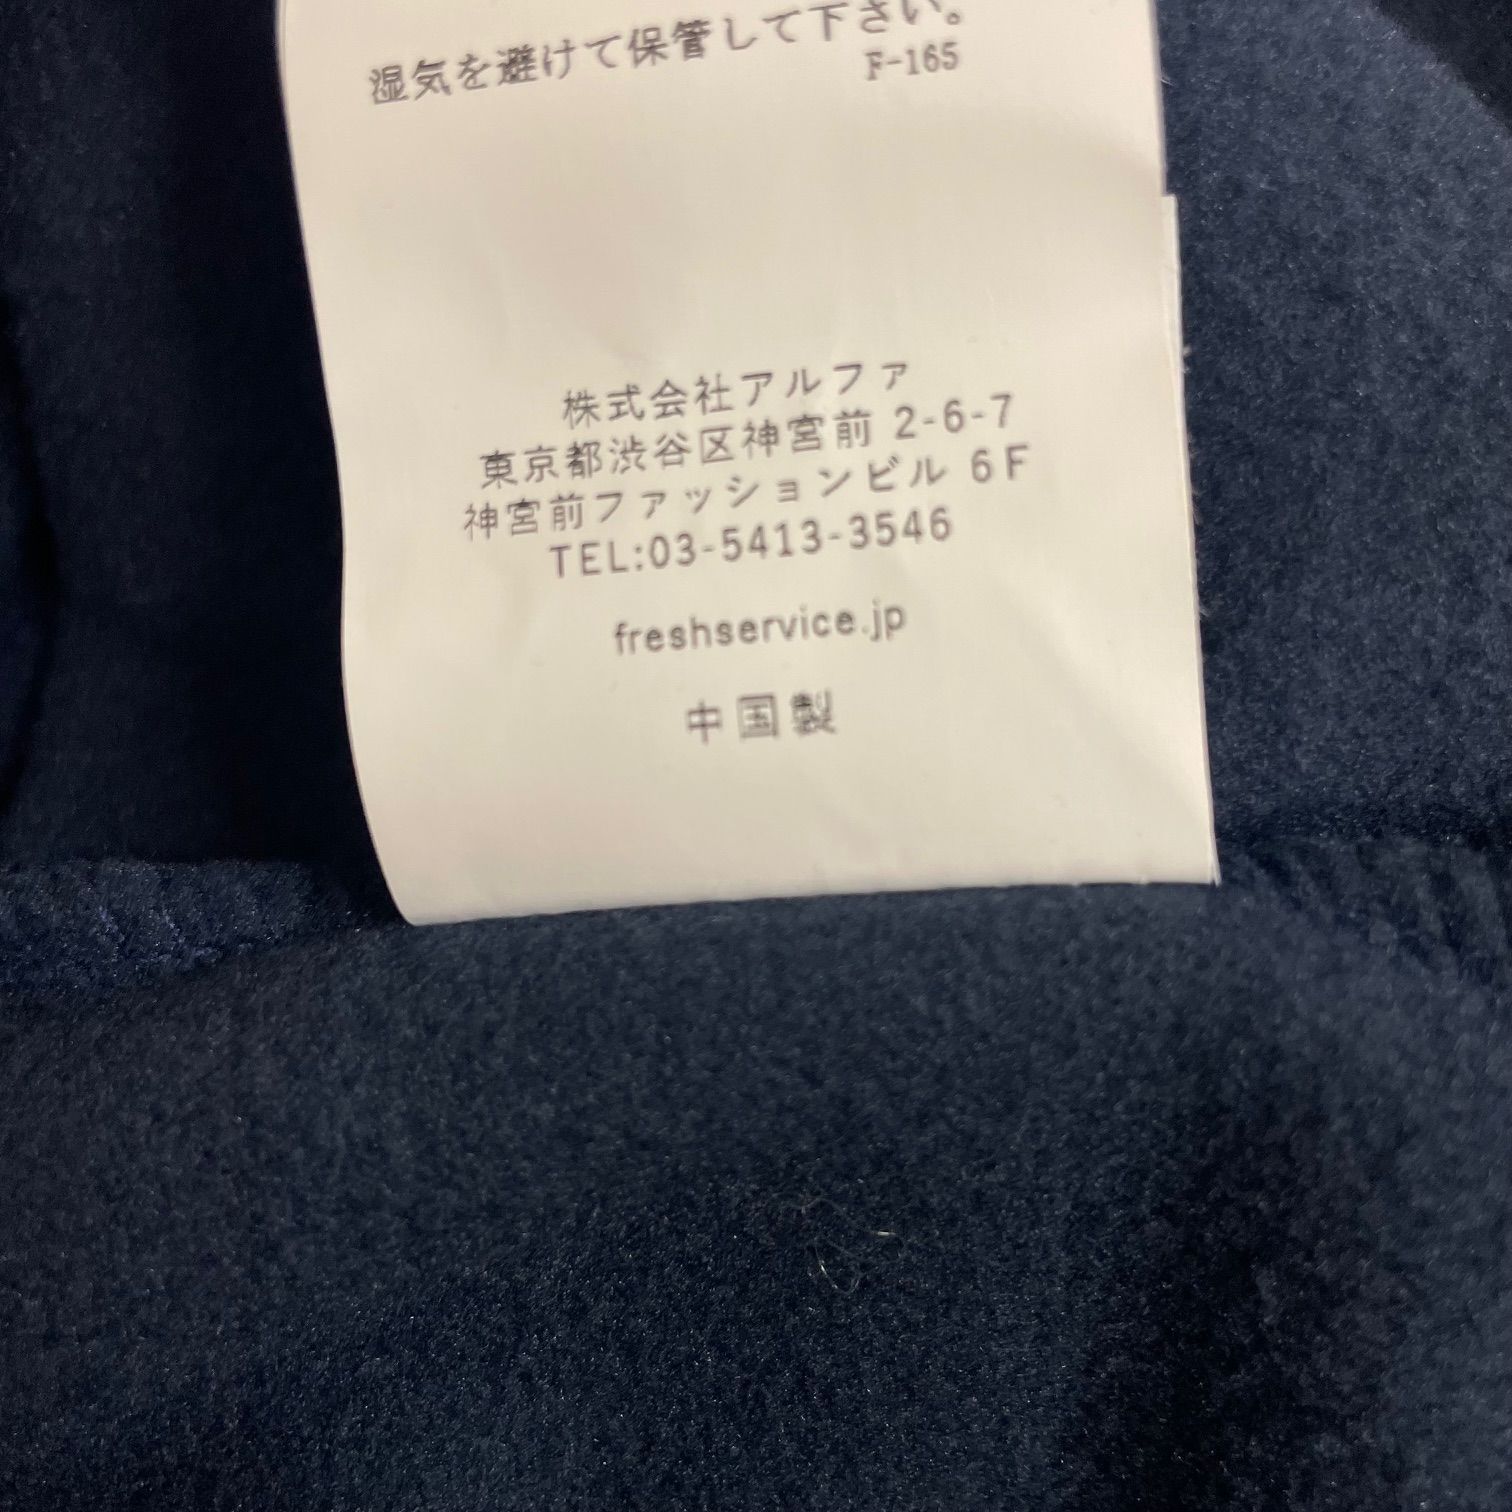 湿気を避けて保管して下さい。
F-165
株式会社アルファ
東京都渋谷区神宮前 2-6-7
神宮前ファッションビル 6F
TEL:03-5413-3546
freshservice.jp
中国製